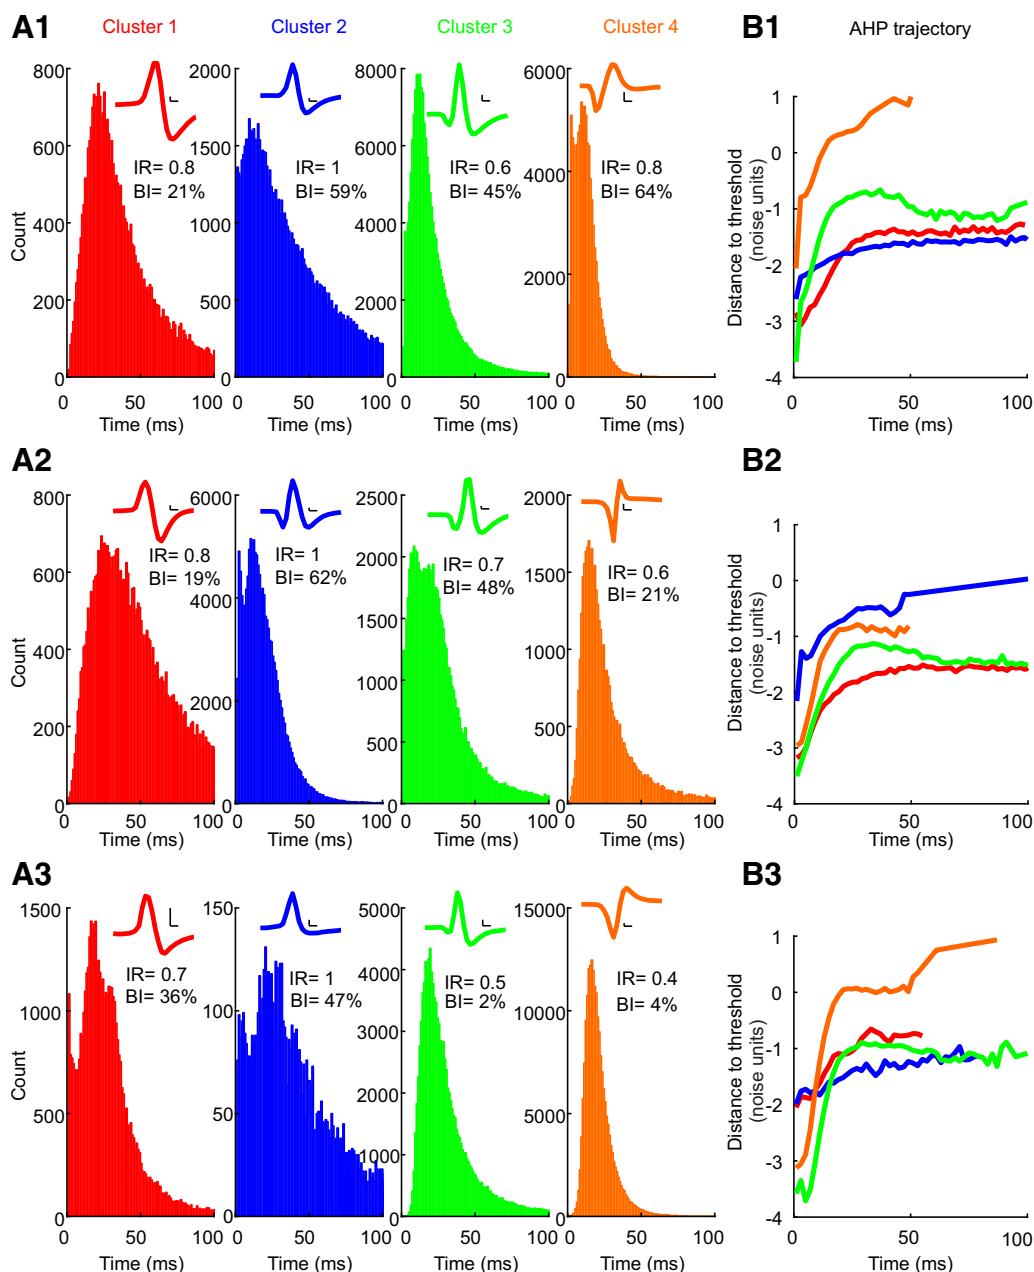 A1 Cluster 1 Cluster 2 Cluster 3 Cluster 4 B1 AHP trajectory
800 2000 8000 6000
600 1500 6000
400 1000 4000 4000
200 500 2000 2000
0 0 0 0
IR= 0.8
BI= 21%
IR= 1
BI= 59%
IR= 0.6
BI= 45%
IR= 0.8
BI= 64%
Count
0 50 100 0 50 100 0 50 100 0 50 100
Time (ms) Time (ms) Time (ms) Time (ms)
Distance to threshold
(noise units)
1
0
-1
-2
-3
-4
0 50 100
Time (ms)
A2 B2
800 6000 2500 2000
600 4000 2000 1500
400 2000 1500 1000
200 1000 500
500
0 0 0 0
IR= 0.8
BI= 19%
IR= 1
BI= 62%
IR= 0.7
BI= 48%
IR= 0.6
BI= 21%
Count
0 50 100 0 50 100 0 50 100 0 50 100
Time (ms) Time (ms) Time (ms) Time (ms)
Distance to threshold
(noise units)
1
0
-1
-2
-3
-4
0 50 100
Time (ms)
A3 B3
1500 150 5000 15000
1000 100 4000 10000
500 50 3000 5000
2000
1000
0 0 0 0
IR= 0.7
BI= 36%
IR= 1
BI= 47%
IR= 0.5
BI= 2%
IR= 0.4
BI= 4%
Count
0 50 100 0 50 100 0 50 100 0 50 100
Time (ms) Time (ms) Time (ms) Time (ms)
Distance to threshold
(noise units)
1
0
-1
-2
-3
-4
0 50 100
Time (ms)